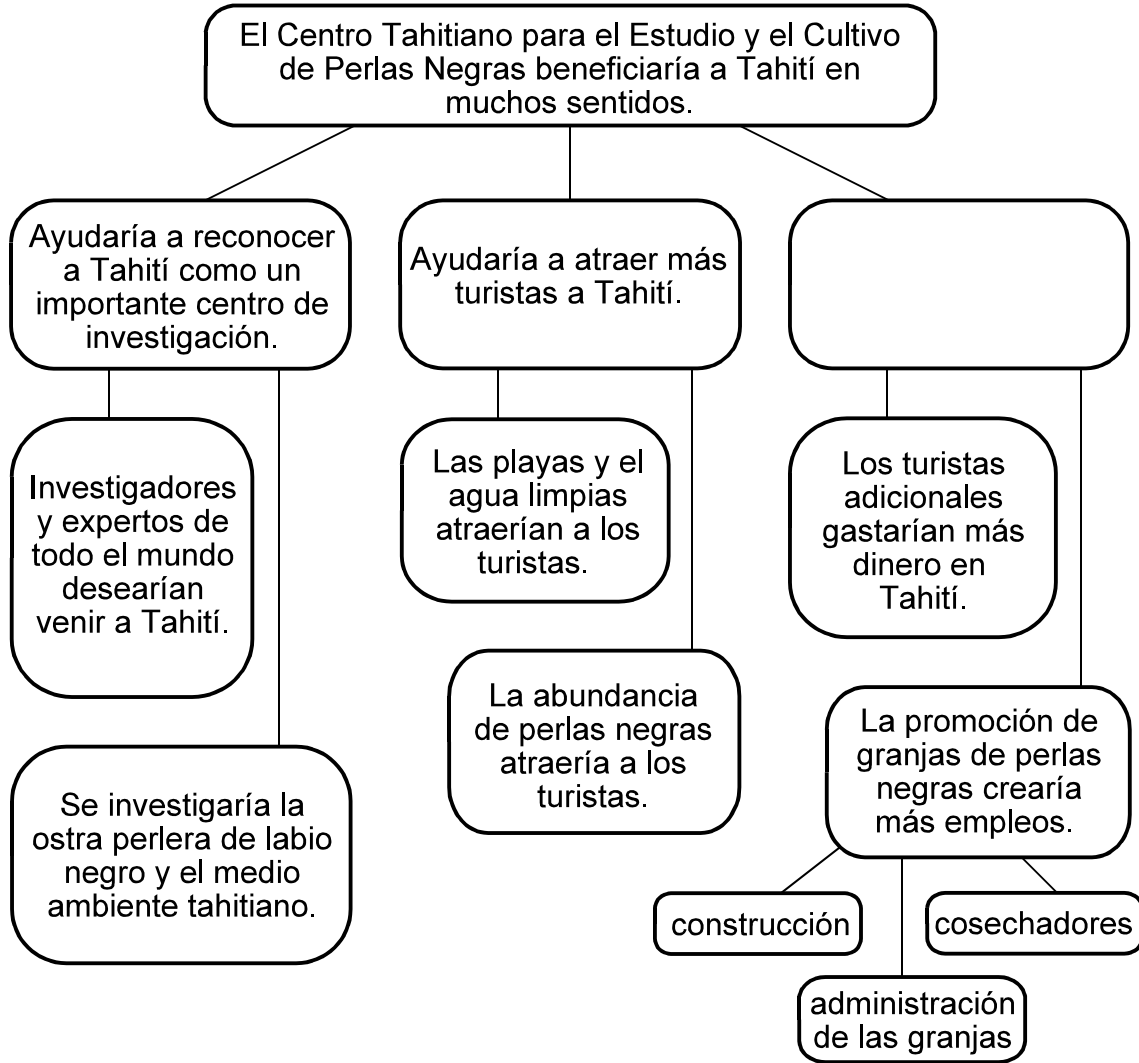 El Centro Tahitiano para el Estudio y el Cultivo
de Perlas Negras beneficiaría a Tahití en
muchos sentidos.
Ayudaría a reconocer
a Tahití como un
importante centro de
investigación.
Ayudaría a atraer más
turistas a Tahití.
Investigadores
y expertos de
todo el mundo
desearían
venir a Tahití.
Las playas y el
agua limpias
atraerían a los
turistas.
Los turistas
adicionales
gastarían más
dinero en
Tahití.
Se investigaría la
ostra perlera de labio
negro y el medio
ambiente tahitiano.
La abundancia
de perlas negras
atraería a los
turistas.
La promoción de
granjas de perlas
negras crearía
más empleos.
construcción
cosechadores
administración
de las granjas